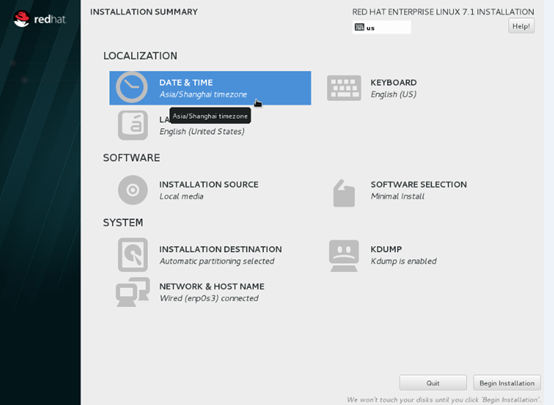 redhat
INSTALLATION SUMMARY
RED HAT ENTERPRISE LINUX 7.1 INSTALLATION
us
Help!
LOCALIZATION
DATE & TIME
Asia/Shanghai timezone
KEYBOARD
English (US)
Asia/Shanghai timezone
LA
English (United States)
SOFTWARE
INSTALLATION SOURCE
Local media
SOFTWARE SELECTION
Minimal Install
SYSTEM
INSTALLATION DESTINATION
Automatic partitioning selected
KDUMP
Kdump is enabled
NETWORK & HOST NAME
Wired (enp0s3) connected
Quit
Begin Installation
We won't touch your disks until you click 'Begin Installation'.